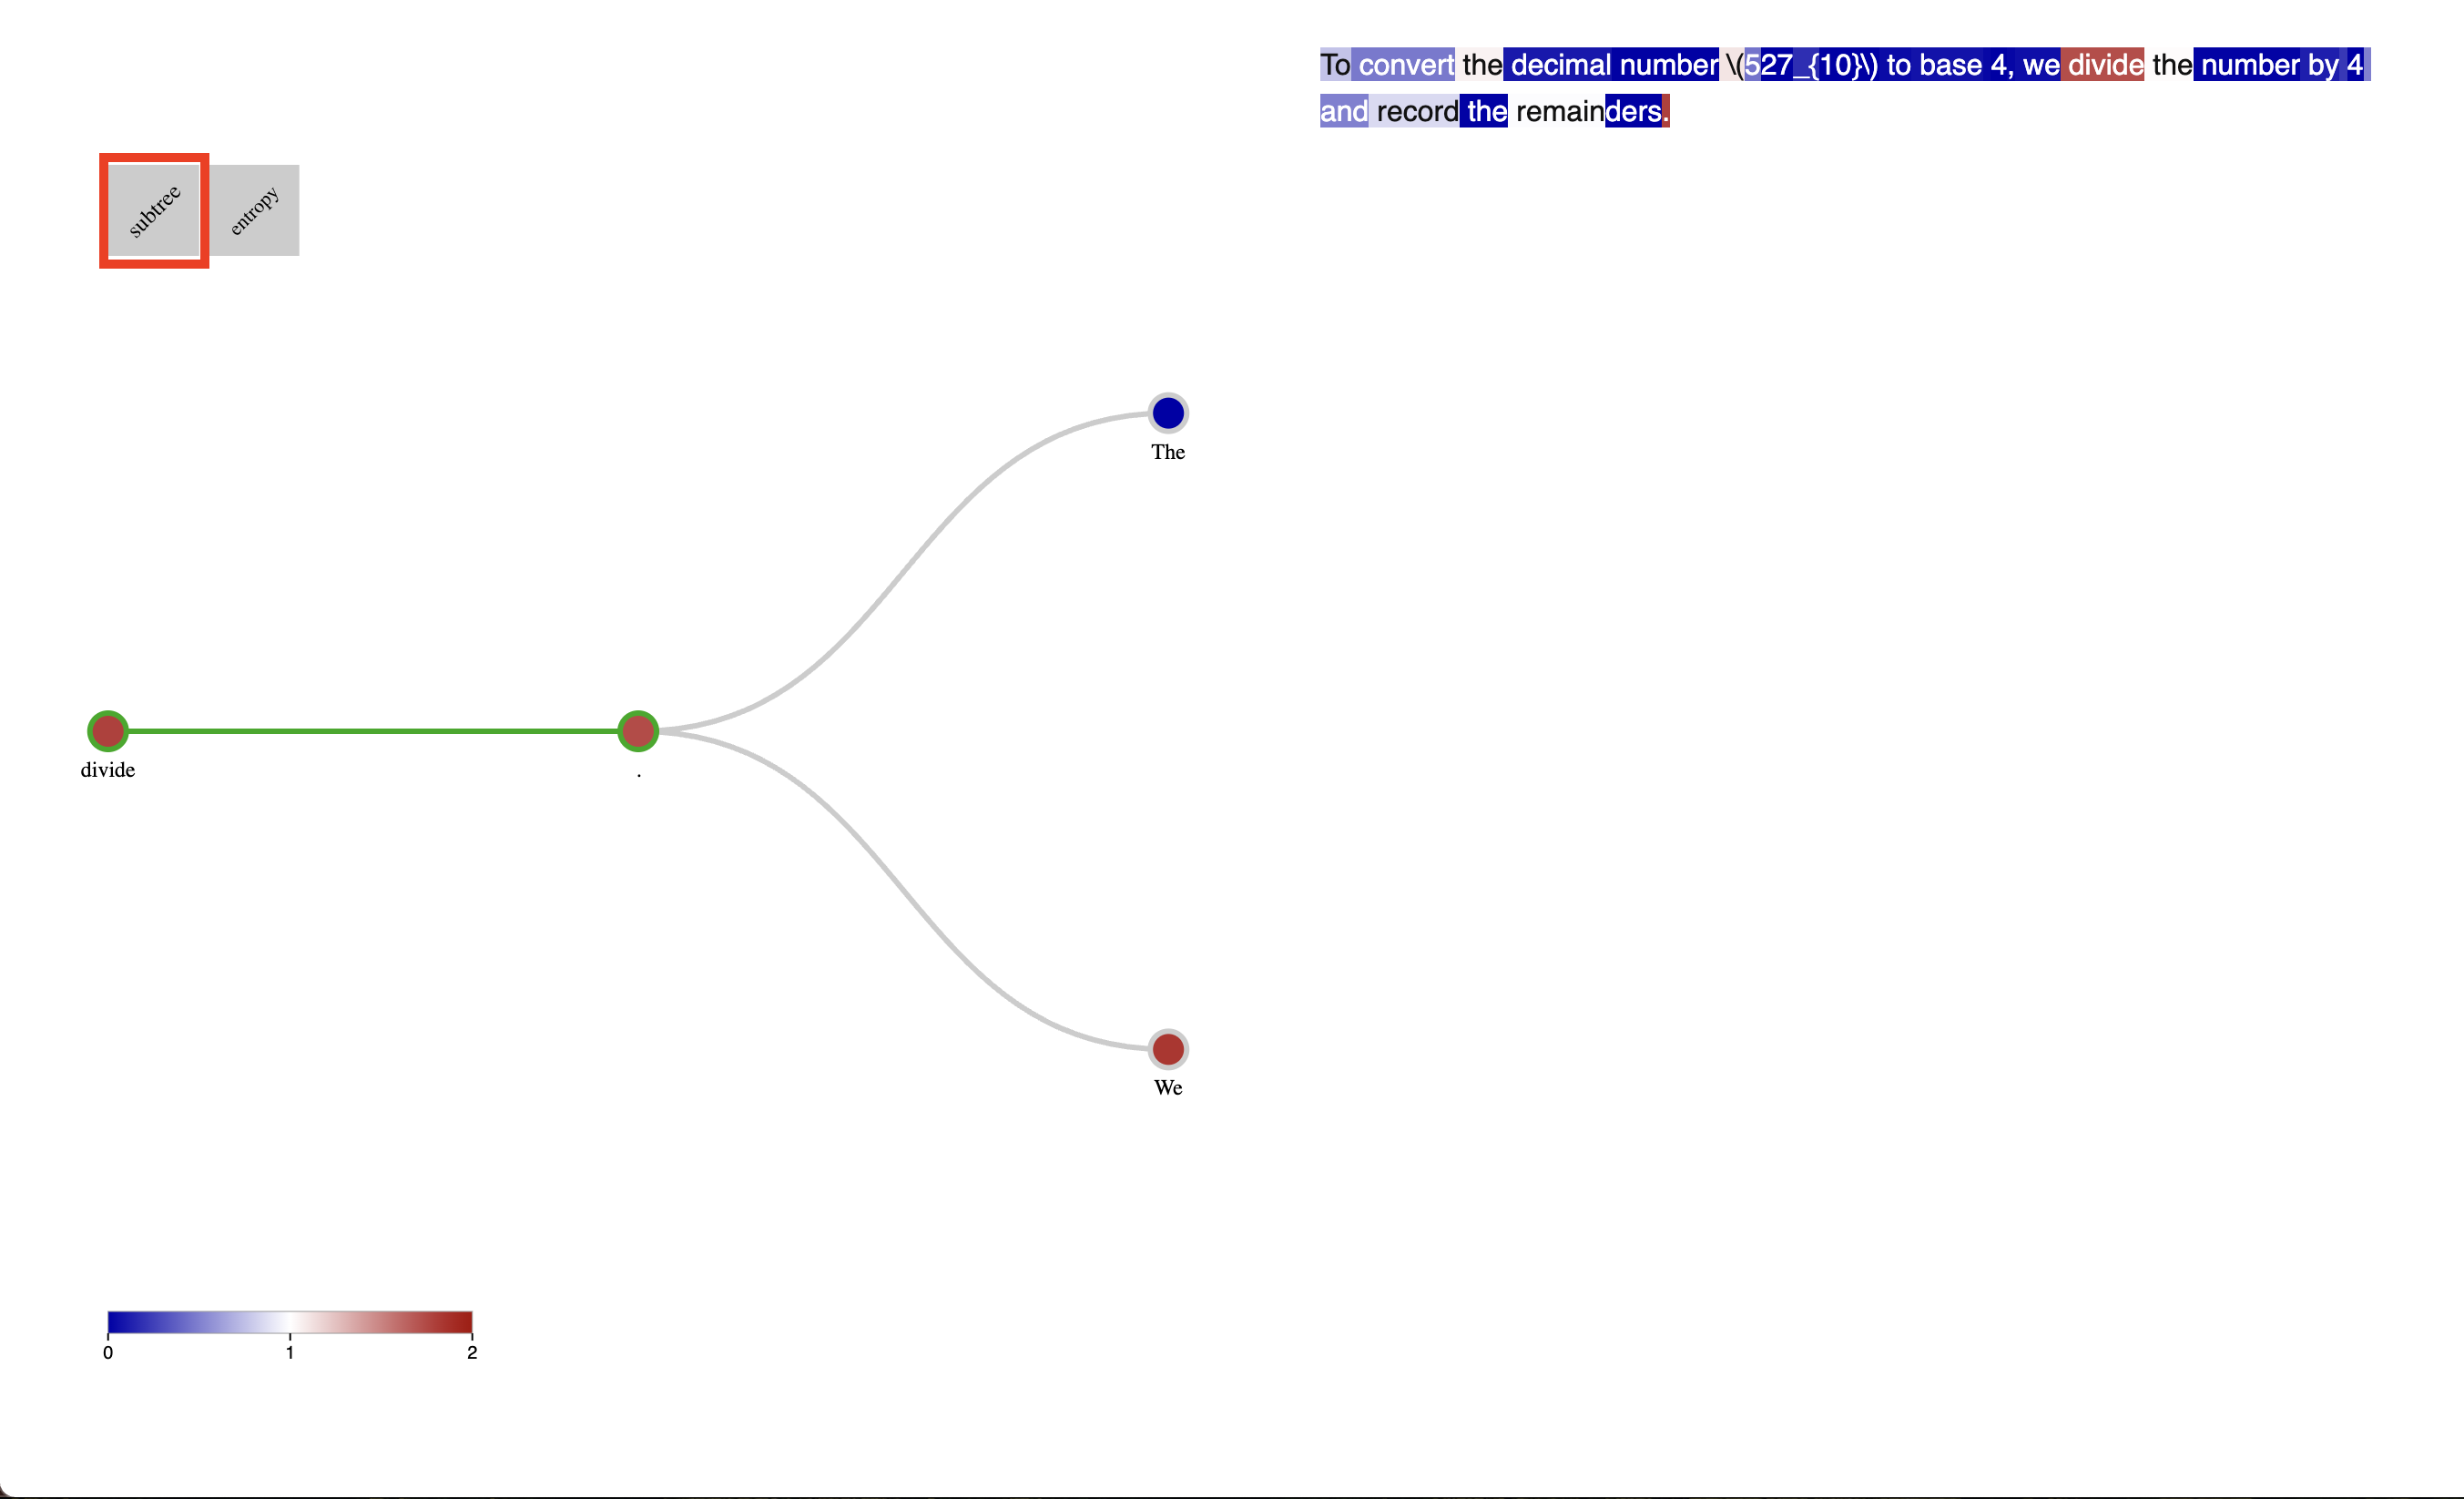 To convert the decimal number \(527_{10}\) to base 4, we divide the number by 4
and record the remainders.
subtree
entropy
The
divide
.
We
0 1 2